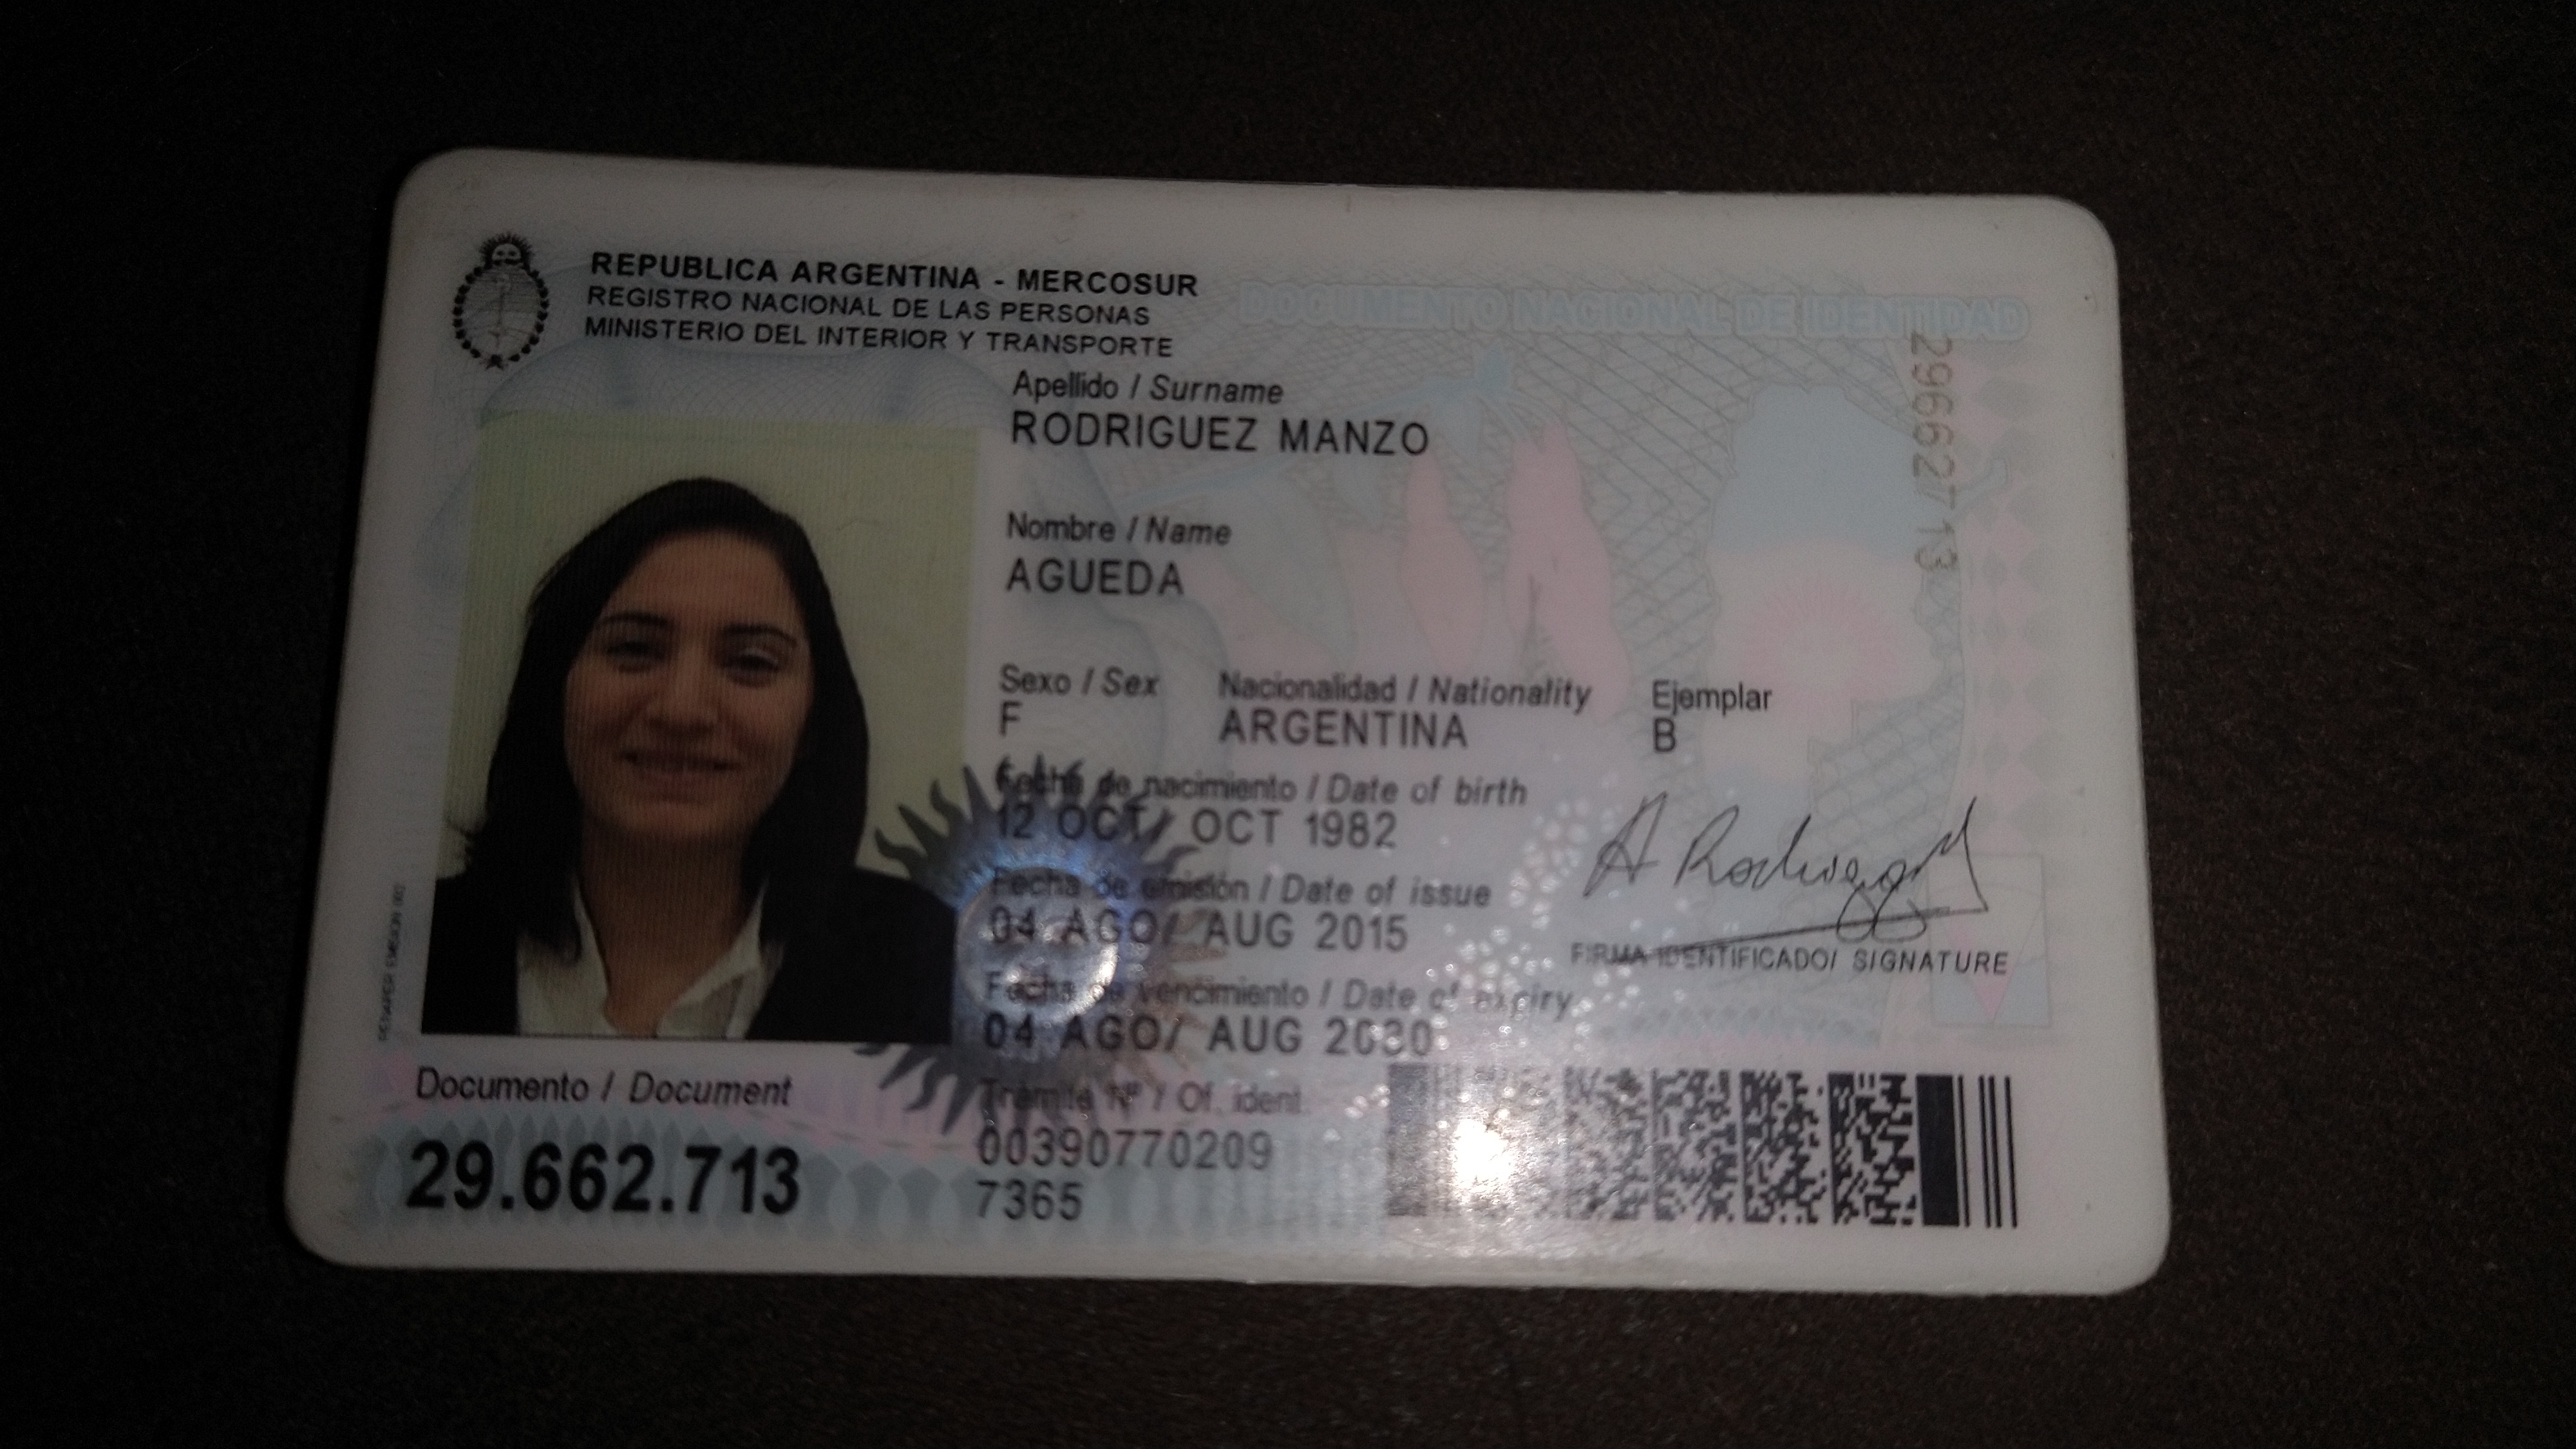 REPUBLICA ARGENTINA - MERCOSUR
REGISTRO NACIONAL DE LAS PERSONAS
MINISTERIO DEL INTERIOR Y TRANSPORTE
DOCUMENTO NACIONAL DE IDENTIDAD
29662713
Apellido / Surname
RODRIGUEZ MANZO
Nombre / Name
AGUEDA
Sexo / Sex Nacionalidad / Nationality Ejemplar
F ARGENTINA B
Fecha de nacimiento / Date of birth
12 OCT/ OCT 1982
Fecha de emisión / Date of issue
04 AGO/ AUG 2015
Fecha de vencimiento / Date of expiry
04 AGO/ AUG 2030
A Rodriguez M
FIRMA IDENTIFICADO/ SIGNATURE
Documento / Document
29.662.713
Trámite Nº / Of. ident.
00390770209
7365